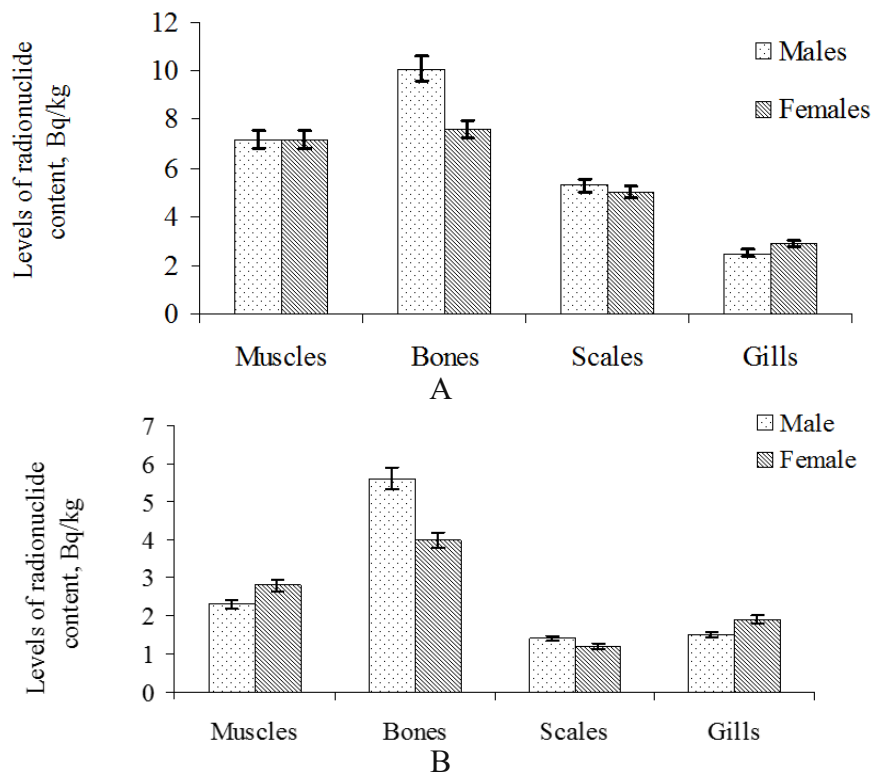 Levels of radionuclide
content, Bq/kg
12
10
8
6
4
2
0
Males
Females
Muscles Bones Scales Gills
A
Levels of radionuclide
content, Bq/kg
7
6
5
4
3
2
1
0
Male
Female
Muscles Bones Scales Gills
B